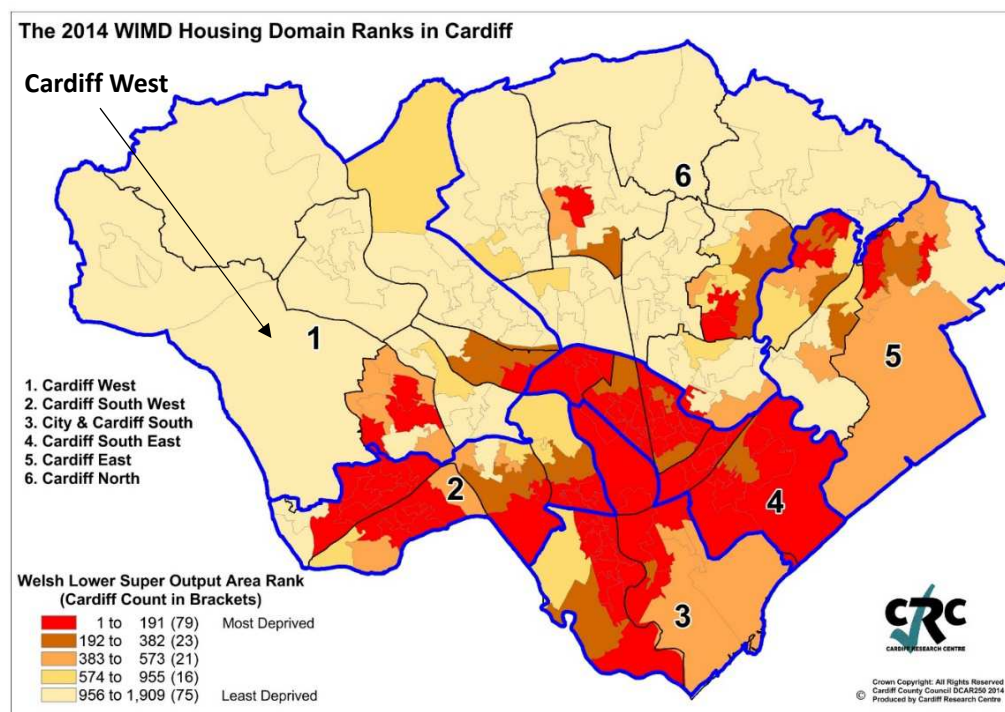 The 2014 WIMD Housing Domain Ranks in Cardiff
Cardiff West
6
1
5
1. Cardiff West
2. Cardiff South West
3. City & Cardiff South
4. Cardiff South East
5. Cardiff East
6. Cardiff North
2
4
3
Welsh Lower Super Output Area Rank
(Cardiff Count in Brackets)
1 to 191 (79) Most Deprived
192 to 382 (23)
383 to 573 (21)
574 to 955 (16)
956 to 1,909 (75) Least Deprived
CRC
CARDIFF RESEARCH CENTRE
Crown Copyright: All Rights Reserved
© Cardiff County Council DCAR250 2014
Produced by Cardiff Research Centre